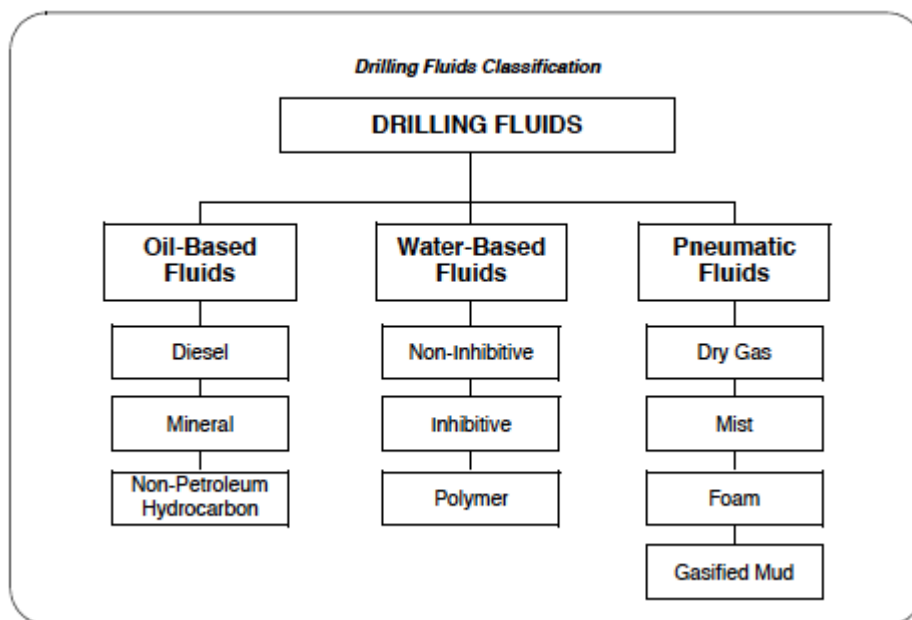 Drilling Fluids Classification
DRILLING FLUIDS
Oil-Based
Fluids
Diesel
Mineral
Non-Petroleum
Hydrocarbon
Water-Based
Fluids
Non-Inhibitive
Inhibitive
Polymer
Pneumatic
Fluids
Dry Gas
Mist
Foam
Gasified Mud